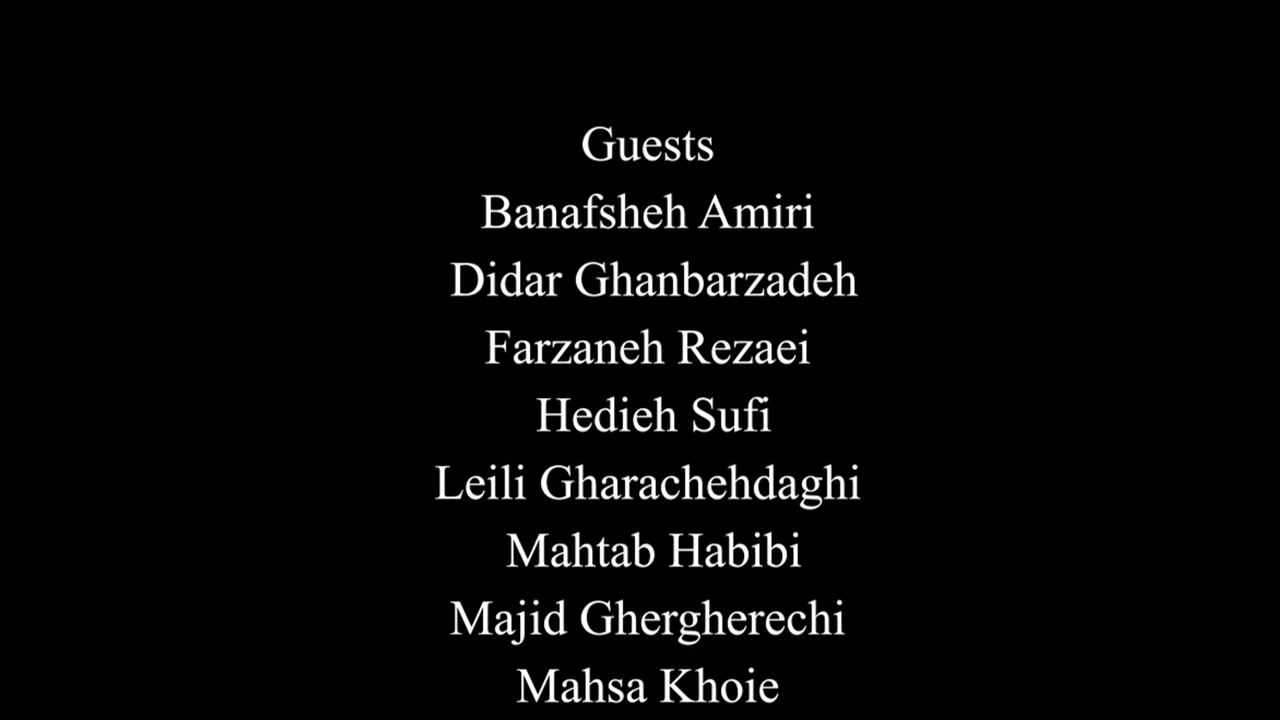 Guests
Banafsheh Amiri
Didar Ghanbarzadeh
Farzaneh Rezaei
Hedieh Sufi
Leili Gharachehdaghi
Mahtab Habibi
Majid Ghergherechi
Mahsa Khoie